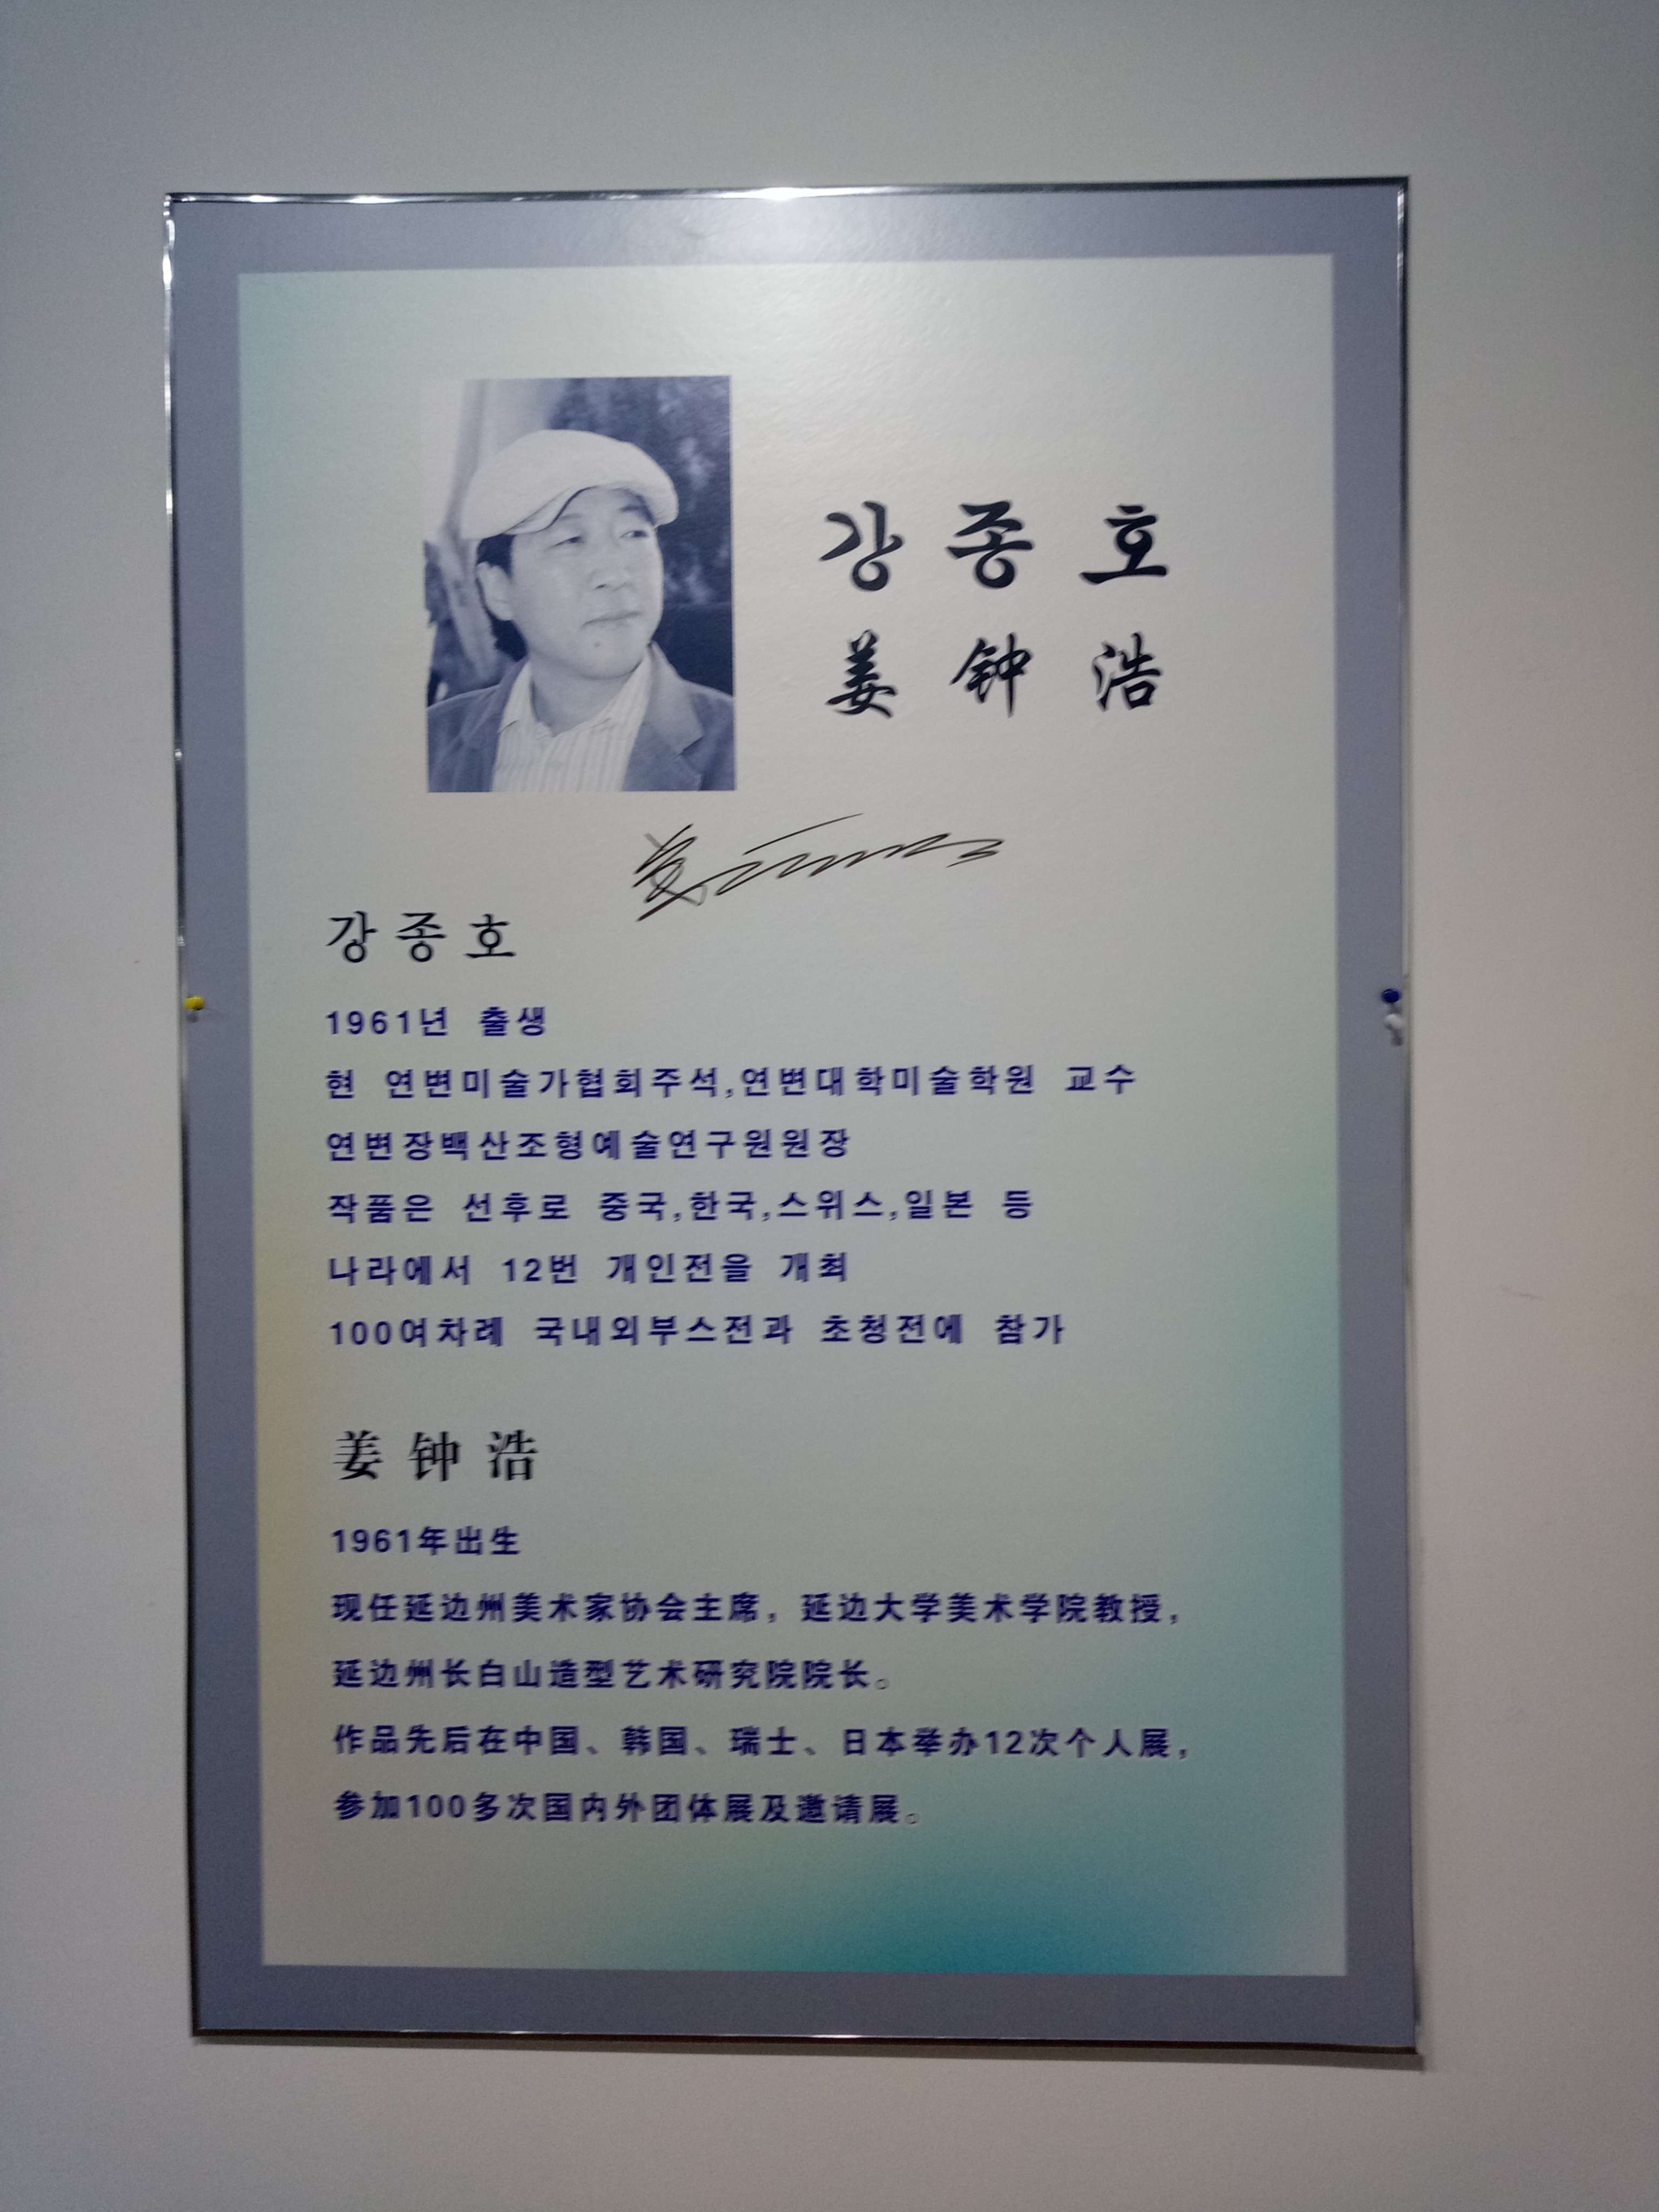 강종호
姜钟浩
강종호
1961년 출생
현 연변미술가협회주석,연변대학미술학원 교수
연변장백산조형예술연구원원장
작품은 선후로 중국,한국,스위스,일본 등
나라에서 12번 개인전을 개최
100여차례 국내외부스전과 초청전에 참가
姜钟浩
1961年出生
现任延边州美术家协会主席，延边大学美术学院教授，
延边州长白山造型艺术研究院院长。
作品先后在中国、韩国、瑞士、日本举办12次个人展，
参加100多次国内外团体展及邀请展。